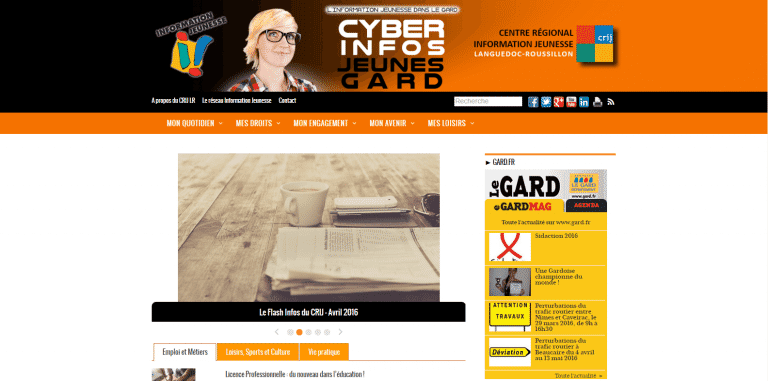 L'INFORMATION JEUNESSE DANS LE GARD
INFORMATION
JEUNESSE
CYBER
INFOS
JEUNES
GARD
CENTRE RÉGIONAL
INFORMATION JEUNESSE
LANGUEDOC-ROUSSILLON
crij
A propos du CRIJ LR Le réseau Information Jeunesse Contact
Recherche
MON QUOTIDIEN MES DROITS MON ENGAGEMENT MON AVENIR MES LOISIRS
► GARD.FR
le GARD
LE GARD
www.gard.fr
GARDMAG AGENDA
Toute l'actualité sur www.gard.fr
Sidaction 2016
Une Gardoise
championne du
monde !
ATTENTION
TRAVAUX
Perturbations du
trafic routier entre
Nîmes et Caveirac, le
29 mars 2016, de 9h à
16h30
Déviation
Perturbations du
trafic routier à
Beaucaire du 4 avril
au 13 mai 2016
Toute l'actualité »
Le Flash Infos du CRIJ - Avril 2016
Emploi et Métiers Loisirs, Sports et Culture Vie pratique
Licence Professionnelle : du nouveau dans l'éducation !